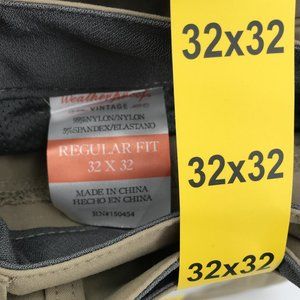 Weatherproof
VINTAGE
95%NYLON/NYLON
5%SPANDEX/ELASTANO
REGULAR FIT
32 X 32
MADE IN CHINA
HECHO EN CHINA
RN#150454
32x32
32x32
32x32